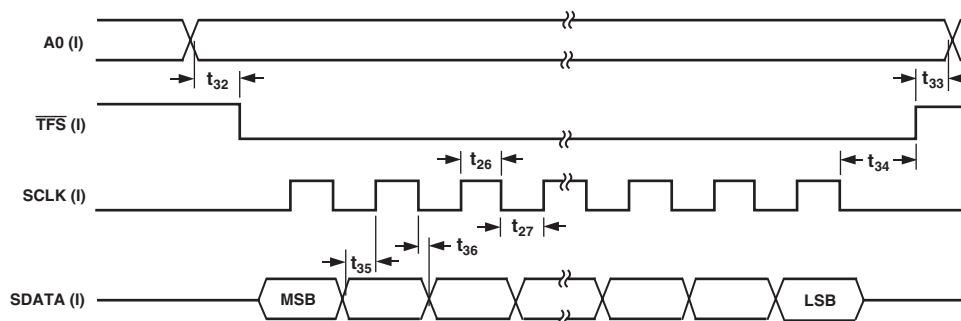 A0 (I)
t32
t33
TFS (I)
t26
t34
SCLK (I)
t27
t36
t35
SDATA (I)
MSB
LSB